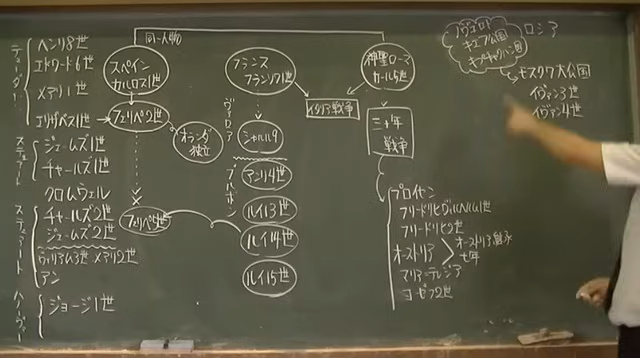 テューダー
ヘンリ8世
エドワード6世
メアリ1世
エリザベス1世
ステュアート
ジェームズ1世
チャールズ1世
クロムウェル
ステュアート
チャールズ2世
ジェームズ2世
ウィリアム3世 メアリ2世
アン
ハノーヴァー
ジョージ1世
同一人物
スペイン
カルロス1世
フェリペ2世
オランダ
独立
フェリペ5世
フランス
フランソワ1世
ヴァロア
シャルル9
ブルボン
アンリ4世
ルイ13世
ルイ14世
ルイ15世
イタリア戦争
神聖ローマ
カール5世
三十年
戦争
プロイセン
フリードリヒヴィルヘルム1世
フリードリヒ2世
オーストリア
マリア=テレジア
ヨーゼフ2世
オーストリア継承
七年
ノヴゴロド
キエフ公国
キプチャクハン国
ロシア
モスクワ大公国
イヴァン3世
イヴァン4世